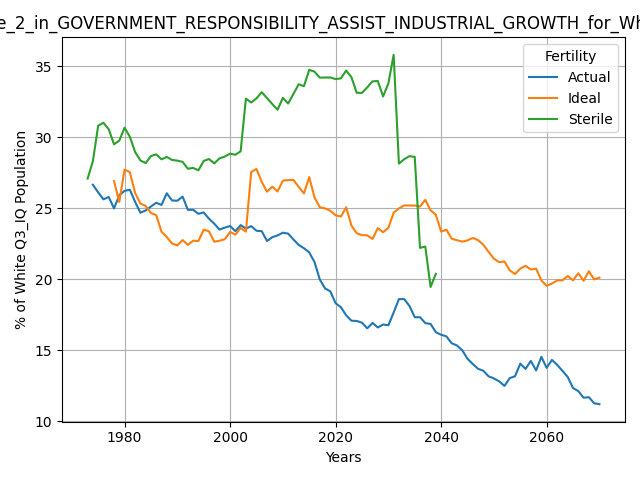 e_2_in_GOVERNMENT_RESPONSIBILITY_ASSIST_INDUSTRIAL_GROWTH_for_Wh
Fertility
Actual
Ideal
Sterile
% of White Q3_IQ Population
35
30
25
20
15
10
1980 2000 2020 2040 2060
Years